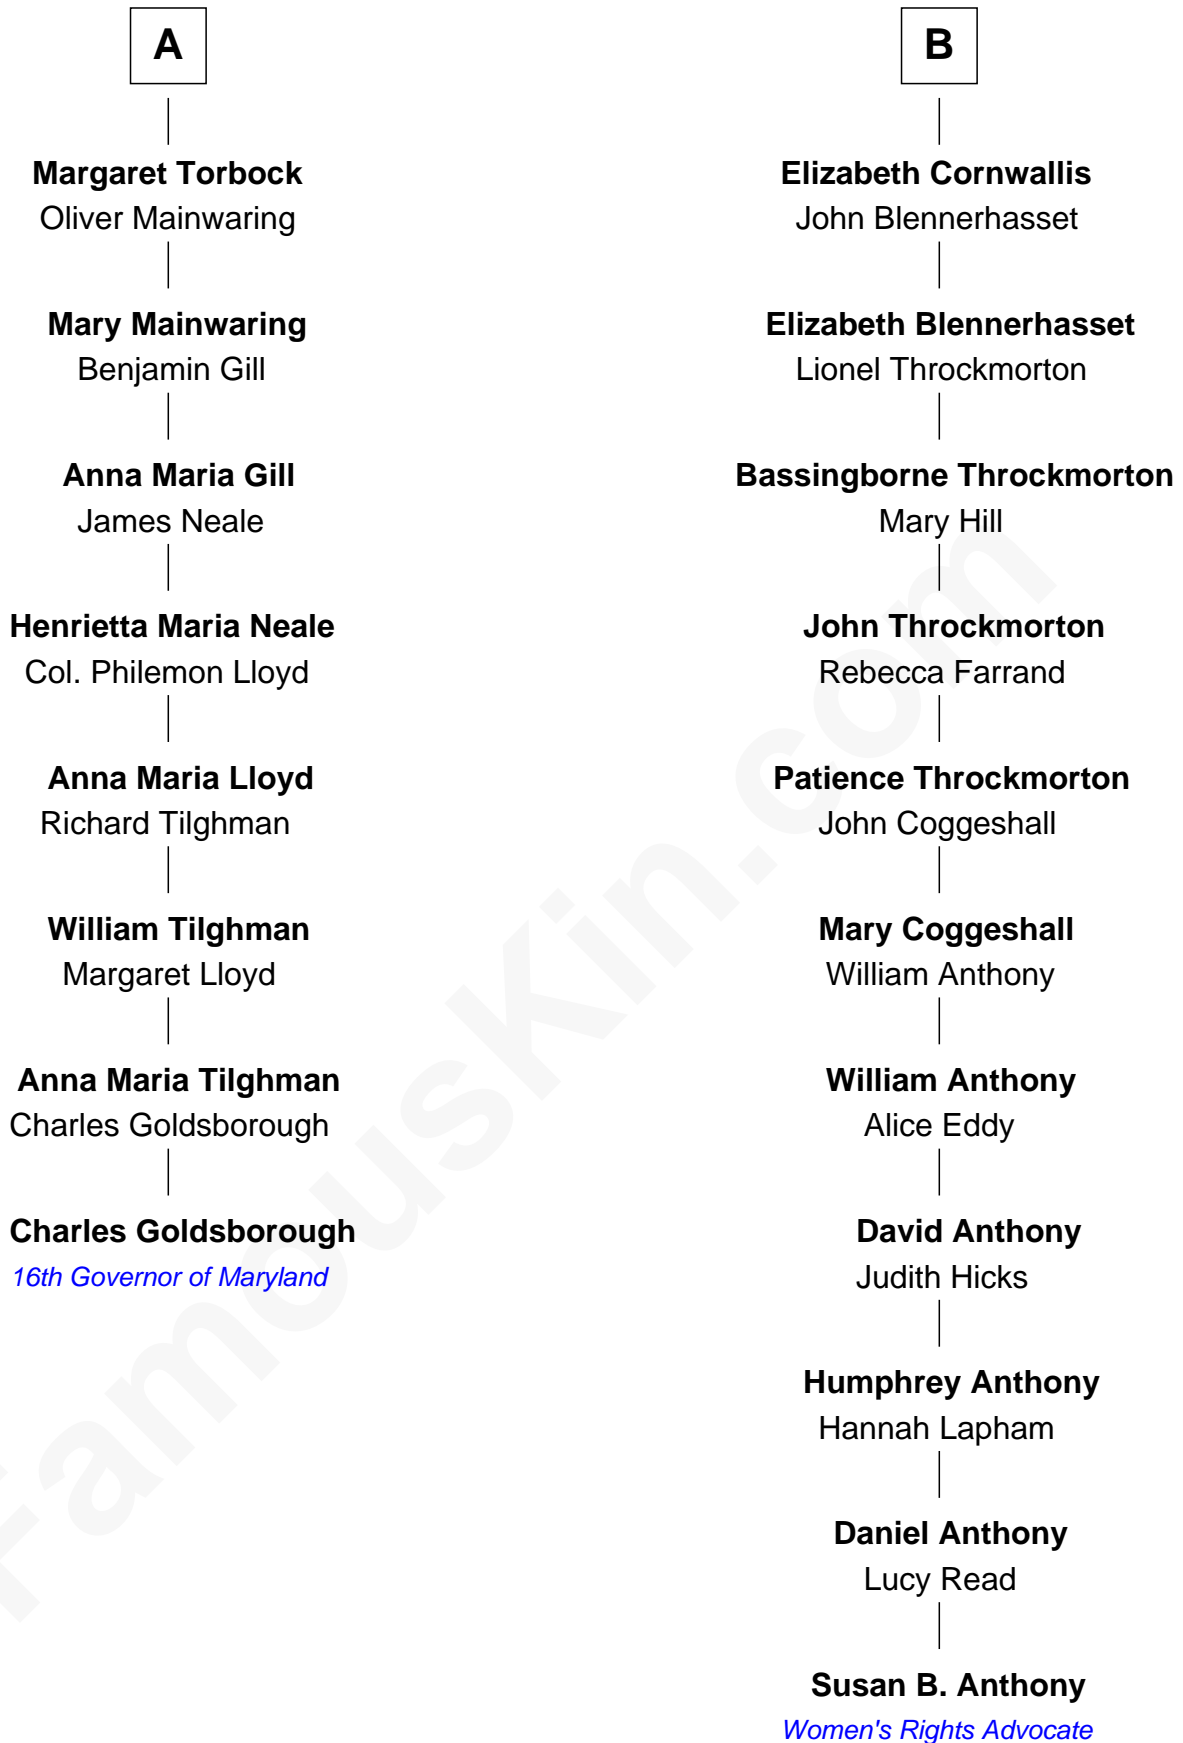 A
Margaret Torbock
Oliver Mainwaring
Mary Mainwaring
Benjamin Gill
Anna Maria Gill
James Neale
Henrietta Maria Neale
Col. Philemon Lloyd
Anna Maria Lloyd
Richard Tilghman
William Tilghman
Margaret Lloyd
Anna Maria Tilghman
Charles Goldsborough
Charles Goldsborough
16th Governor of Maryland
B
Elizabeth Cornwallis
John Blennerhasset
Elizabeth Blennerhasset
Lionel Throckmorton
Bassingborne Throckmorton
Mary Hill
John Throckmorton
Rebecca Farrand
Patience Throckmorton
John Coggeshall
Mary Coggeshall
William Anthony
William Anthony
Alice Eddy
David Anthony
Judith Hicks
Humphrey Anthony
Hannah Lapham
Daniel Anthony
Lucy Read
Susan B. Anthony
Women's Rights Advocate
FamousKin.com